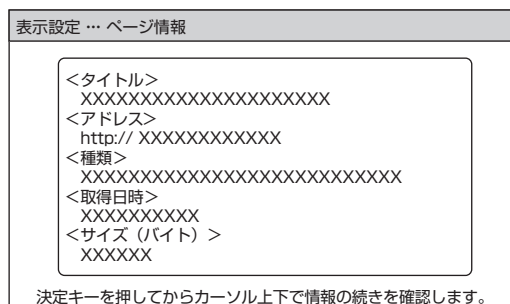 表示設定 … ページ情報
＜タイトル＞
XXXXXXXXXXXXXXXXXXXXX
＜アドレス＞
http:// XXXXXXXXXXXX
＜種類＞
XXXXXXXXXXXXXXXXXXXXXXXXXXX
＜取得日時＞
XXXXXXXXXX
＜サイズ（バイト）＞
XXXXXX
決定キーを押してからカーソル上下で情報の続きを確認します。